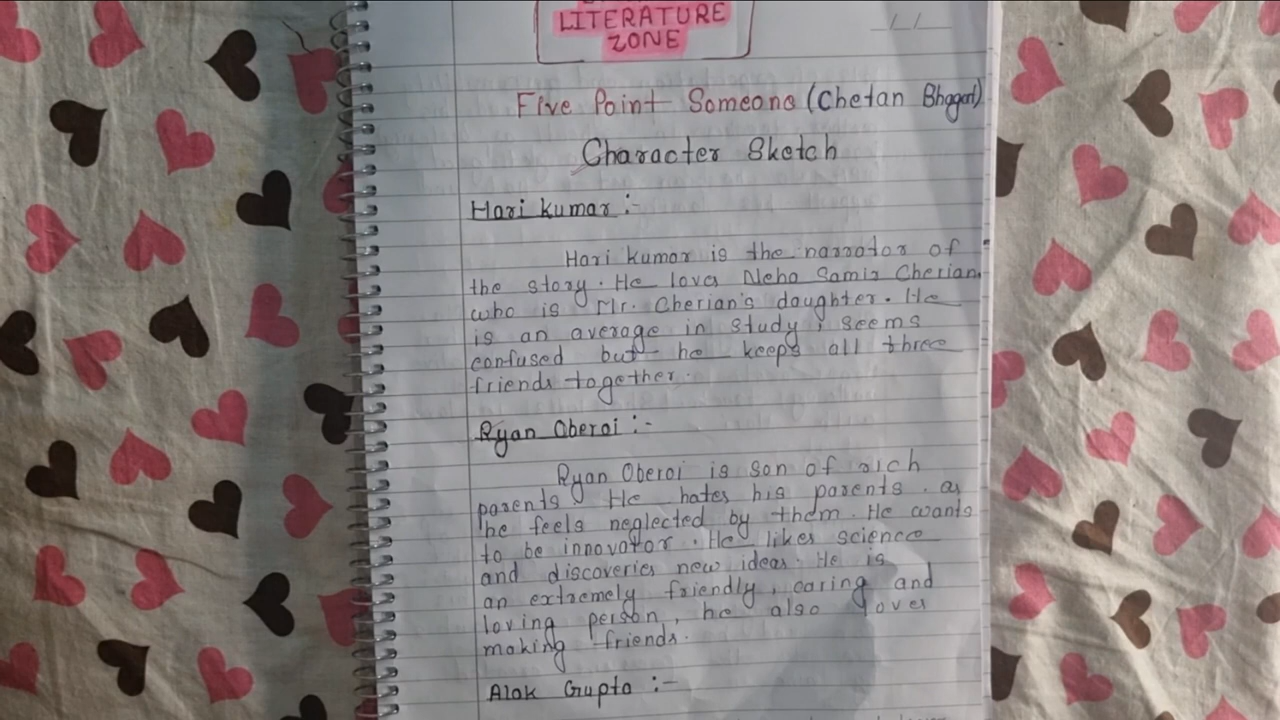 LITERATURE
ZONE
Five Point Someone (Chetan Bhagat)
Character Sketch
Hari kumar :-
Hari kumar is the narrator of
the story. He loves Neha Samir Cherian,
who is Mr. Cherian's daughter. He
is an average in study, seems
confused but he keeps all three
friends together.
Ryan Oberoi :-
Ryan Oberoi is son of rich
parents. He hates his parents as
he feels neglected by them. He wants
to be innovator. He likes science
and discoveries new ideas. He is
an extremely friendly, caring and
loving person, he also loves
making friends.
Alok Gupta :-